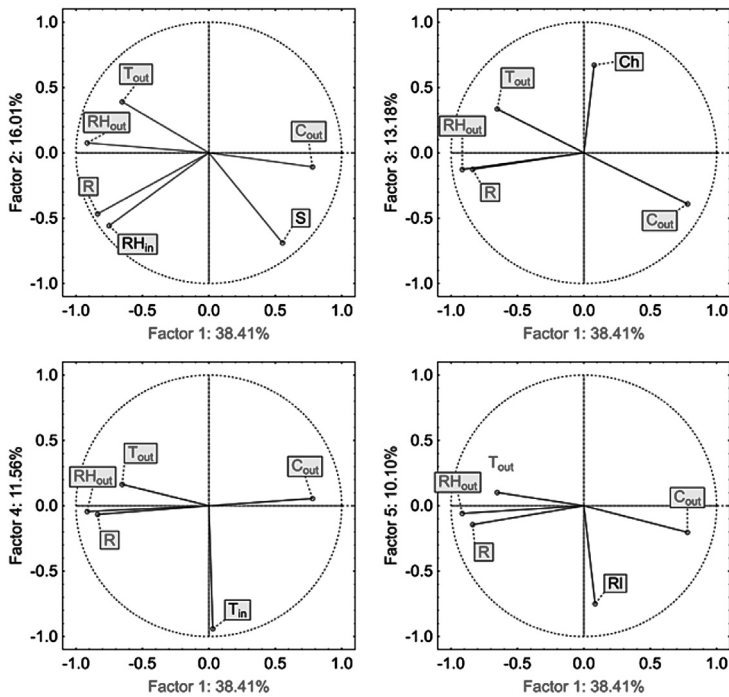 1.0
0.5
0.0
-0.5
-1.0
Factor 2: 16.01%
T_out
RH_out
C_out
R
RH_in
S
-1.0 -0.5 0.0 0.5 1.0
Factor 1: 38.41%
1.0
0.5
0.0
-0.5
-1.0
Factor 3: 13.18%
Ch
T_out
RH_out
R
C_out
-1.0 -0.5 0.0 0.5 1.0
Factor 1: 38.41%
1.0
0.5
0.0
-0.5
-1.0
Factor 4: 11.56%
T_out
RH_out
C_out
R
T_in
-1.0 -0.5 0.0 0.5 1.0
Factor 1: 38.41%
1.0
0.5
0.0
-0.5
-1.0
Factor 5: 10.10%
T_out
RH_out
C_out
R
RI
-1.0 -0.5 0.0 0.5 1.0
Factor 1: 38.41%